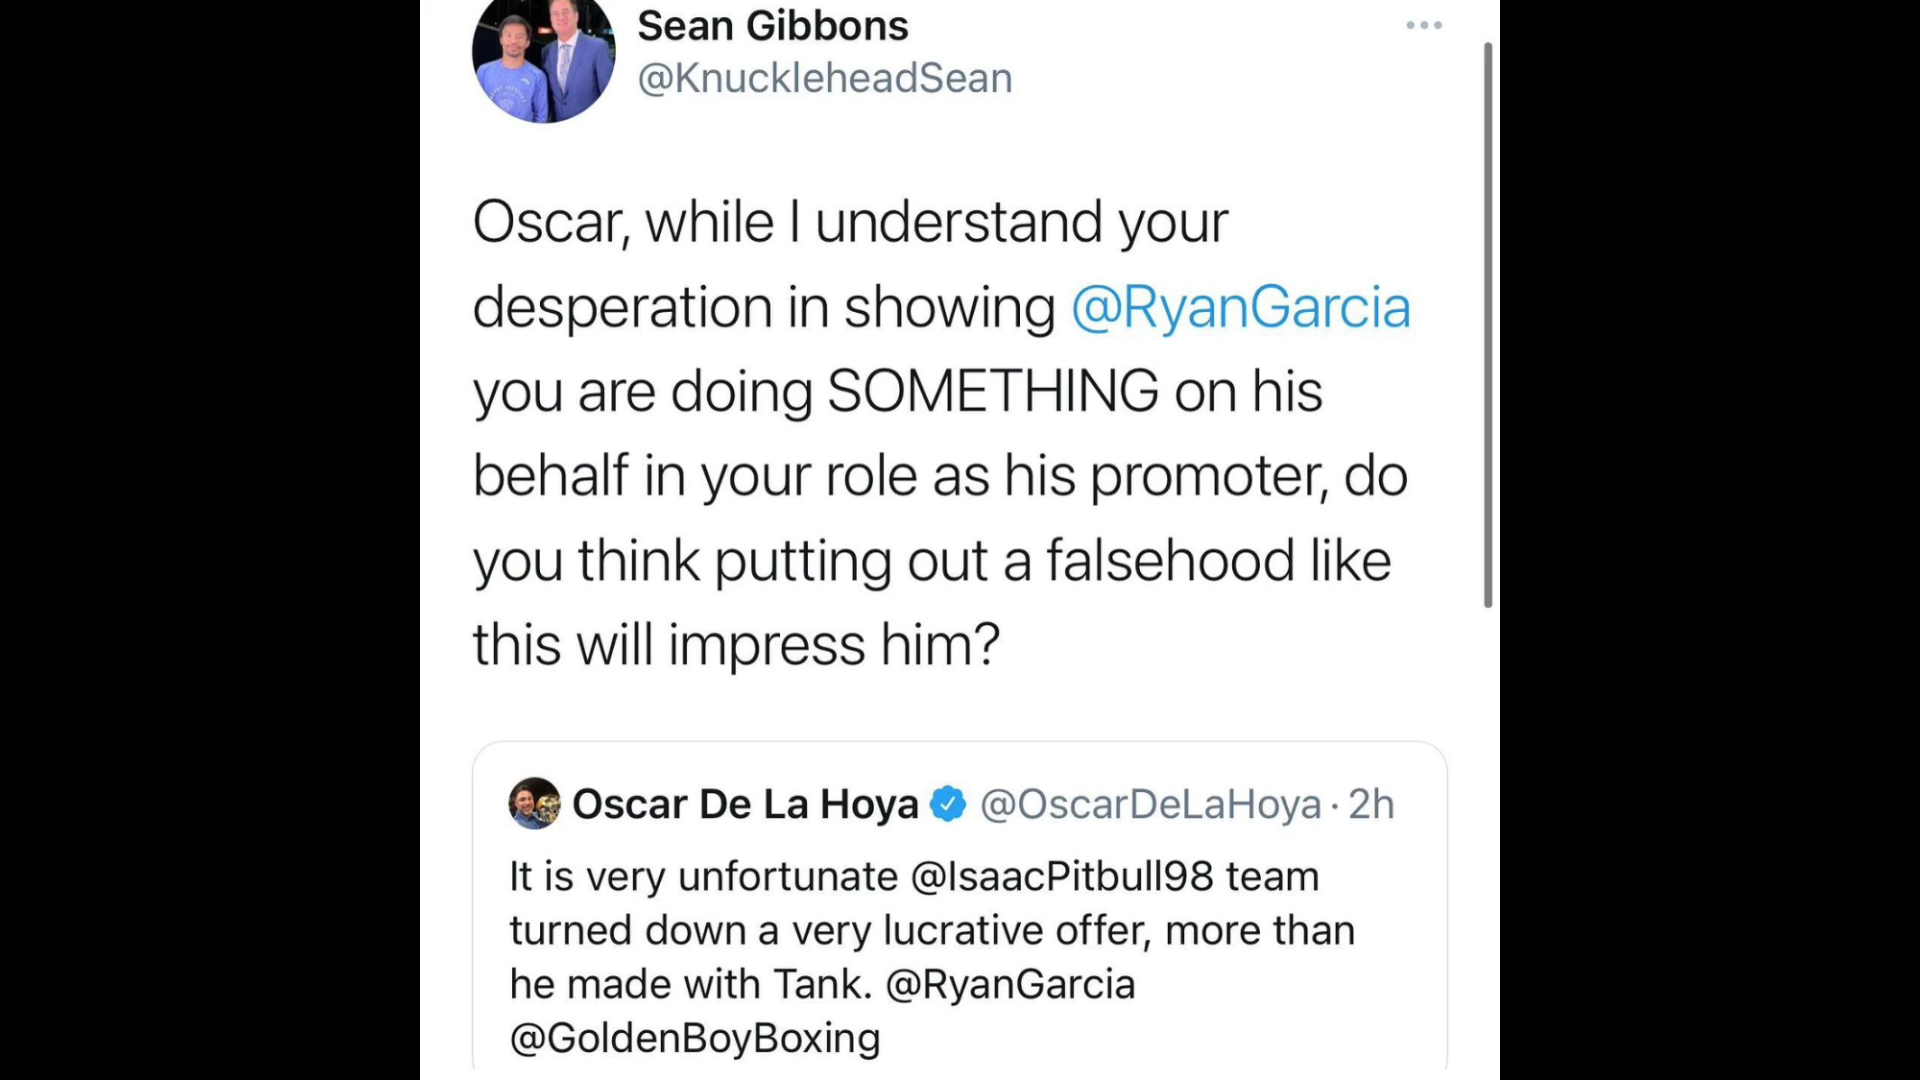 Sean Gibbons
@KnuckleheadSean
Oscar, while I understand your
desperation in showing @RyanGarcia
you are doing SOMETHING on his
behalf in your role as his promoter, do
you think putting out a falsehood like
this will impress him?
Oscar De La Hoya @OscarDeLaHoya · 2h
It is very unfortunate @IsaacPitbull98 team
turned down a very lucrative offer, more than
he made with Tank. @RyanGarcia
@GoldenBoyBoxing